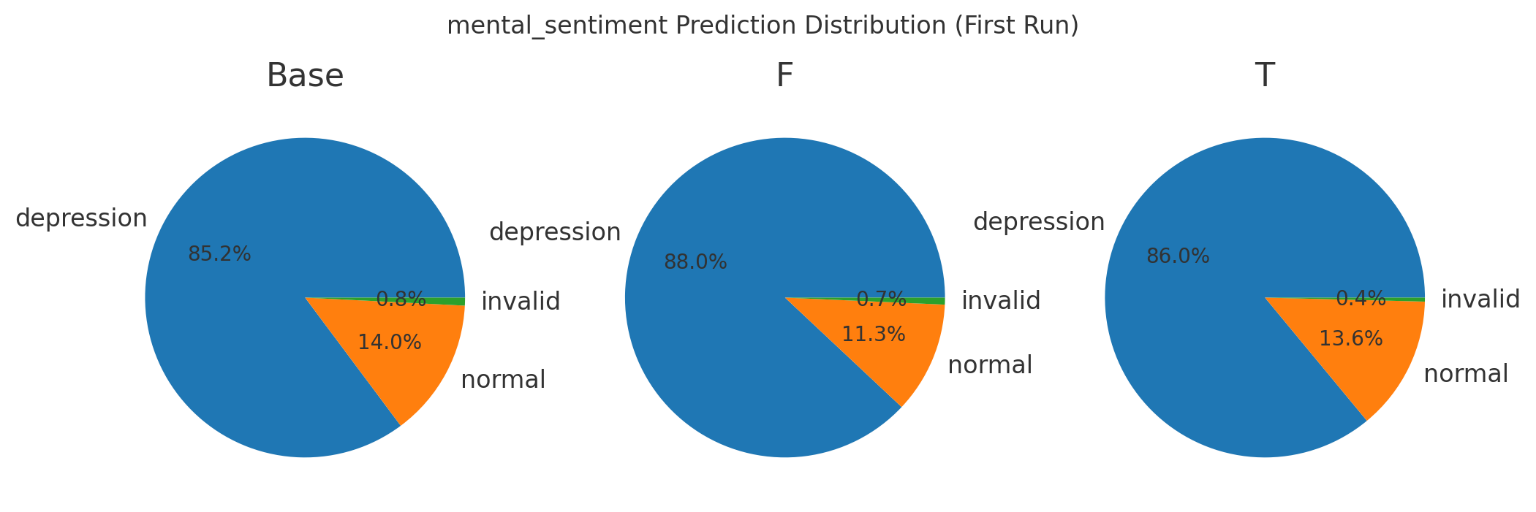 mental_sentiment Prediction Distribution (First Run)
Base
depression
85.2%
0.8%
invalid
14.0%
normal
F
depression
88.0%
0.7%
invalid
11.3%
normal
T
depression
86.0%
0.4%
invalid
13.6%
normal